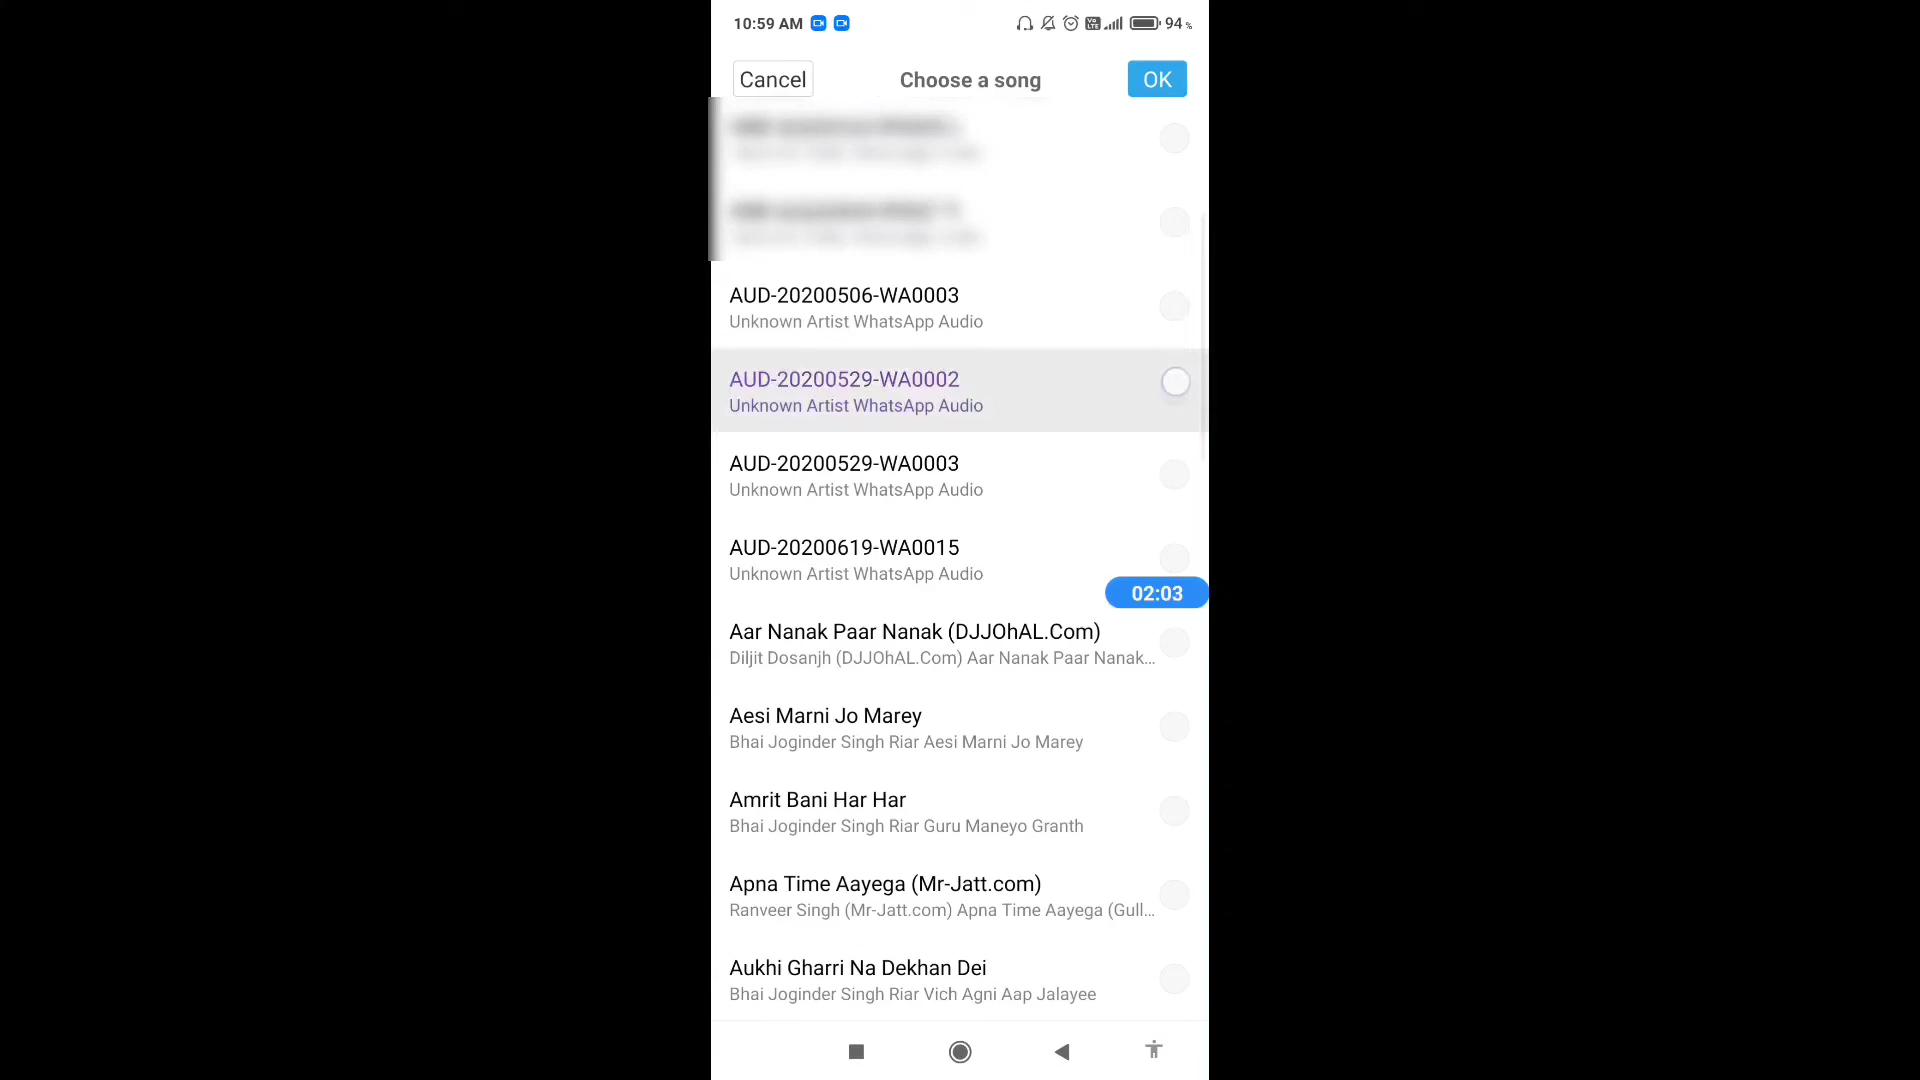 10:59 AM
Vo LTE
94 %
Cancel
Choose a song
OK
AUD-20200506-WA0003
Unknown Artist WhatsApp Audio
AUD-20200529-WA0002
Unknown Artist WhatsApp Audio
AUD-20200529-WA0003
Unknown Artist WhatsApp Audio
AUD-20200619-WA0015
Unknown Artist WhatsApp Audio
02:03
Aar Nanak Paar Nanak (DJJOhAL.Com)
Diljit Dosanjh (DJJOhAL.Com) Aar Nanak Paar Nanak...
Aesi Marni Jo Marey
Bhai Joginder Singh Riar Aesi Marni Jo Marey
Amrit Bani Har Har
Bhai Joginder Singh Riar Guru Maneyo Granth
Apna Time Aayega (Mr-Jatt.com)
Ranveer Singh (Mr-Jatt.com) Apna Time Aayega (Gull...
Aukhi Gharri Na Dekhan Dei
Bhai Joginder Singh Riar Vich Agni Aap Jalayee